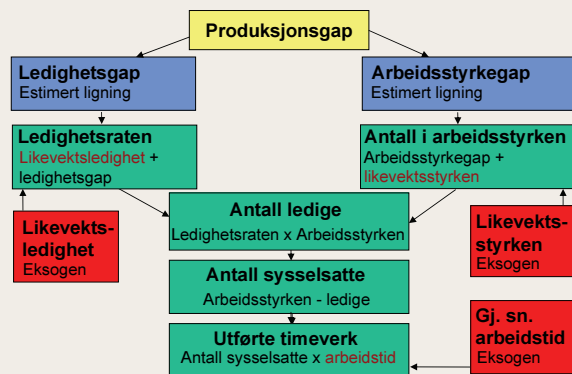 Produksjonsgap
Ledighetsgap
Estimert ligning
Arbeidsstyrkegap
Estimert ligning
Ledighetsraten
Likevektsledighet +
ledighetsgap
Antall i arbeidsstyrken
Arbeidsstyrkegap +
likevektsstyrken
Likevekts-
ledighet
Eksogen
Antall ledige
Ledighetsraten x Arbeidsstyrken
Likevekts-
styrken
Eksogen
Antall sysselsatte
Arbeidsstyrken - ledige
Utførte timeverk
Antall sysselsatte x arbeidstid
Gj. sn.
arbeidstid
Eksogen